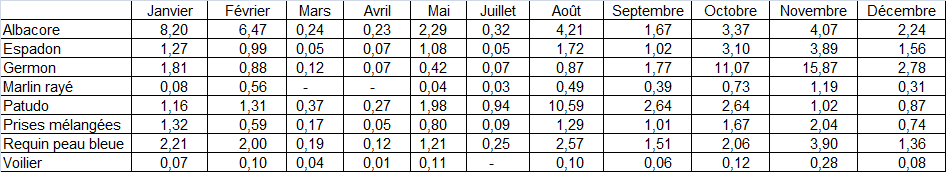 Janvier Février Mars Avril Mai Juillet Août Septembre Octobre Novembre Décembre
Albacore 8,20 6,47 0,24 0,23 2,29 0,32 4,21 1,67 3,37 4,07 2,24
Espadon 1,27 0,99 0,05 0,07 1,08 0,05 1,72 1,02 3,10 3,89 1,56
Germon 1,81 0,88 0,12 0,07 0,42 0,07 0,87 1,77 11,07 15,87 2,78
Marlin rayé 0,08 0,56 - - 0,04 0,03 0,49 0,39 0,73 1,19 0,31
Patudo 1,16 1,31 0,37 0,27 1,98 0,94 10,59 2,64 2,64 1,02 0,87
Prises mélangées 1,32 0,59 0,17 0,05 0,80 0,09 1,29 1,01 1,67 2,04 0,74
Requin peau bleue 2,21 2,00 0,19 0,12 1,21 0,25 2,57 1,51 2,06 3,90 1,36
Voilier 0,07 0,10 0,04 0,01 0,11 - 0,10 0,06 0,12 0,28 0,08